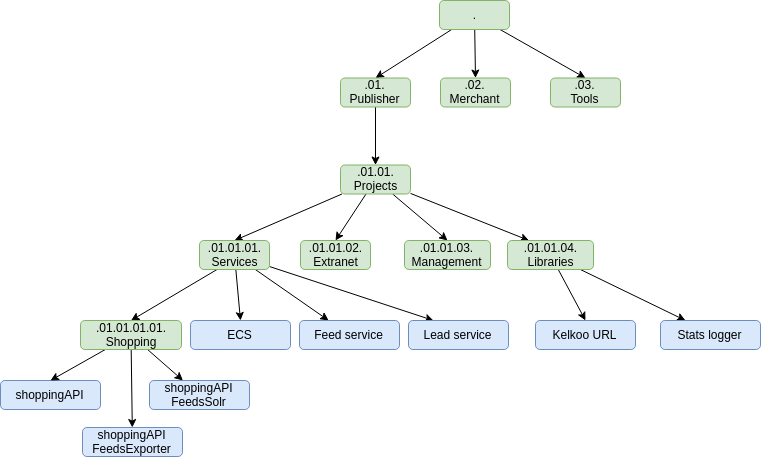 .
.01.
Publisher
.02.
Merchant
.03.
Tools
.01.01.
Projects
.01.01.01.
Services
.01.01.02.
Extranet
.01.01.03.
Management
.01.01.04.
Libraries
.01.01.01.01.
Shopping
ECS
Feed service
Lead service
Kelkoo URL
Stats logger
shoppingAPI
shoppingAPI
FeedsSolr
shoppingAPI
FeedsExporter